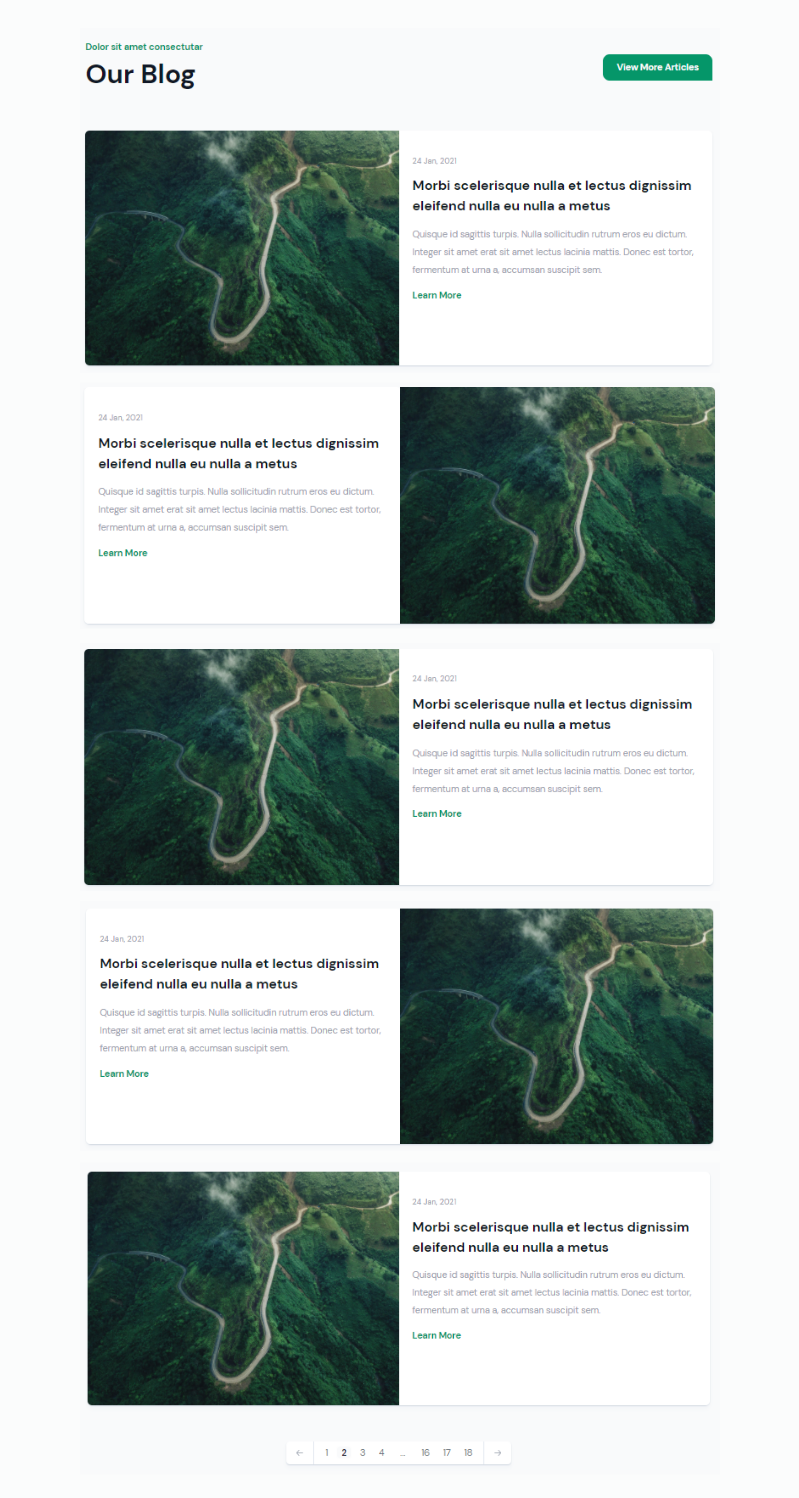 Dolor sit amet consectutar
Our Blog
View More Articles
24 Jan, 2021
Morbi scelerisque nulla et lectus dignissim
eleifend nulla eu nulla a metus
Quisque id sagittis turpis. Nulla sollicitudin rutrum eros eu dictum.
Integer sit amet erat sit amet lectus lacinia mattis. Donec est tortor,
fermentum at urna a, accumsan suscipit sem.
Learn More
24 Jan, 2021
Morbi scelerisque nulla et lectus dignissim
eleifend nulla eu nulla a metus
Quisque id sagittis turpis. Nulla sollicitudin rutrum eros eu dictum.
Integer sit amet erat sit amet lectus lacinia mattis. Donec est tortor,
fermentum at urna a, accumsan suscipit sem.
Learn More
24 Jan, 2021
Morbi scelerisque nulla et lectus dignissim
eleifend nulla eu nulla a metus
Quisque id sagittis turpis. Nulla sollicitudin rutrum eros eu dictum.
Integer sit amet erat sit amet lectus lacinia mattis. Donec est tortor,
fermentum at urna a, accumsan suscipit sem.
Learn More
24 Jan, 2021
Morbi scelerisque nulla et lectus dignissim
eleifend nulla eu nulla a metus
Quisque id sagittis turpis. Nulla sollicitudin rutrum eros eu dictum.
Integer sit amet erat sit amet lectus lacinia mattis. Donec est tortor,
fermentum at urna a, accumsan suscipit sem.
Learn More
24 Jan, 2021
Morbi scelerisque nulla et lectus dignissim
eleifend nulla eu nulla a metus
Quisque id sagittis turpis. Nulla sollicitudin rutrum eros eu dictum.
Integer sit amet erat sit amet lectus lacinia mattis. Donec est tortor,
fermentum at urna a, accumsan suscipit sem.
Learn More
← 1 2 3 4 ... 16 17 18 →